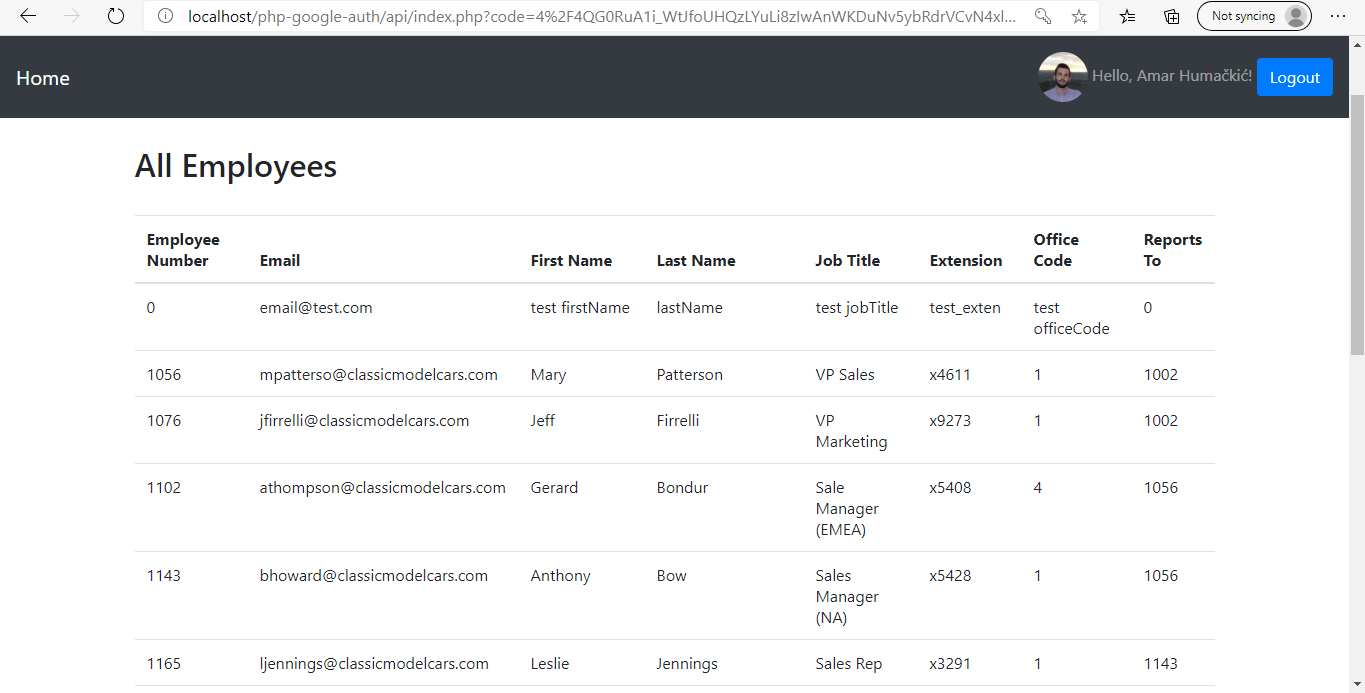 localhost/php-google-auth/api/index.php?code=4%2F4QG0RuA1i_WtJfoUHQzLYuLi8zIwAnWKDuNv5ybRdrVCvN4xl...
Not syncing
Home
Hello, Amar Humačkić!
Logout
All Employees
Employee Number Email First Name Last Name Job Title Extension Office Code Reports To
0 email@test.com test firstName lastName test jobTitle test_exten test officeCode 0
1056 mpatterso@classicmodelcars.com Mary Patterson VP Sales x4611 1 1002
1076 jfirrelli@classicmodelcars.com Jeff Firrelli VP Marketing x9273 1 1002
1102 athompson@classicmodelcars.com Gerard Bondur Sale Manager (EMEA) x5408 4 1056
1143 bhoward@classicmodelcars.com Anthony Bow Sales Manager (NA) x5428 1 1056
1165 ljennings@classicmodelcars.com Leslie Jennings Sales Rep x3291 1 1143